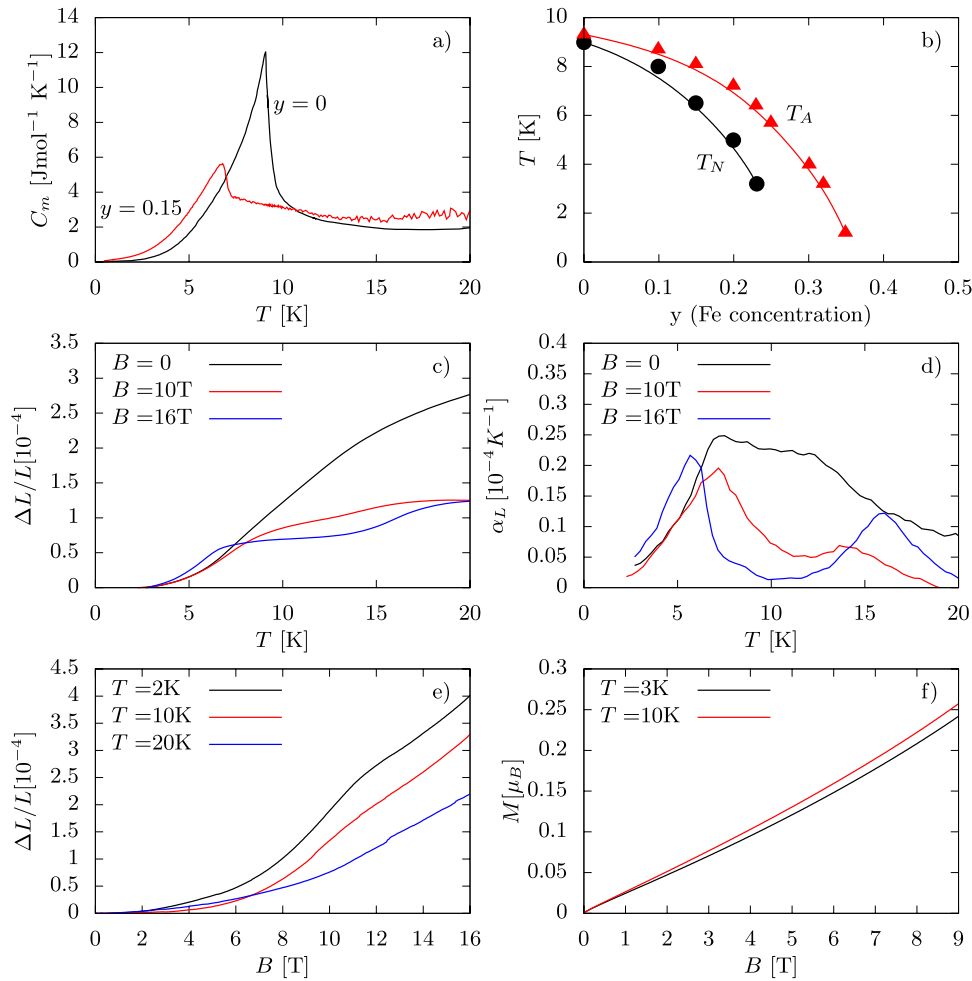 a)
C_m [Jmol⁻¹ K⁻¹]
14
12
10
8
6
4
2
0
y = 0
y = 0.15
0 5 10 15 20
T [K]
b)
T [K]
10
8
6
4
2
0
T_A
T_N
0 0.1 0.2 0.3 0.4 0.5
y (Fe concentration)
c)
ΔL/L[10⁻⁴]
3.5
3
2.5
2
1.5
1
0.5
0
B = 0
B =10T
B =16T
0 5 10 15 20
T [K]
d)
α_L [10⁻⁴K⁻¹]
0.4
0.35
0.3
0.25
0.2
0.15
0.1
0.05
0
B = 0
B =10T
B =16T
0 5 10 15 20
T [K]
e)
ΔL/L[10⁻⁴]
4.5
4
3.5
3
2.5
2
1.5
1
0.5
0
T =2K
T =10K
T =20K
0 2 4 6 8 10 12 14 16
B [T]
f)
M[μ_B]
0.3
0.25
0.2
0.15
0.1
0.05
0
T =3K
T =10K
0 1 2 3 4 5 6 7 8 9
B [T]